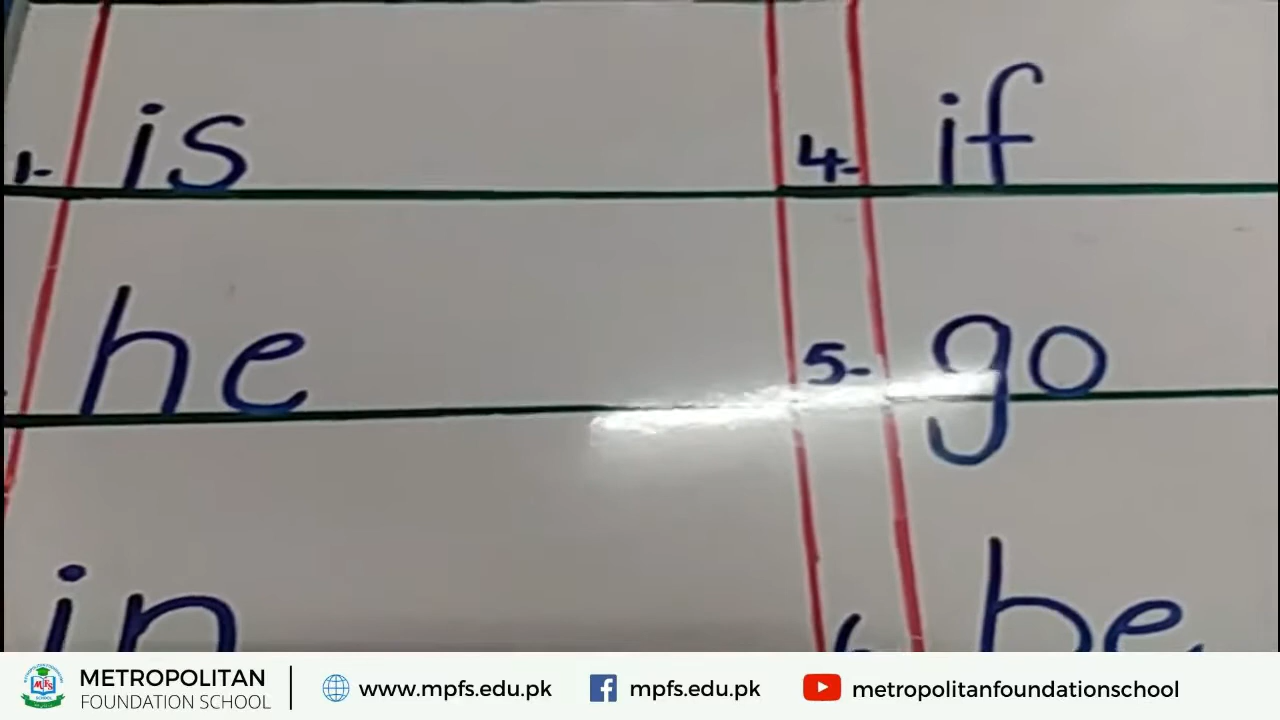 1- is
he
in
4- if
5- go
be
METROPOLITAN
FOUNDATION SCHOOL
www.mpfs.edu.pk
mpfs.edu.pk
metropolitanfoundationschool